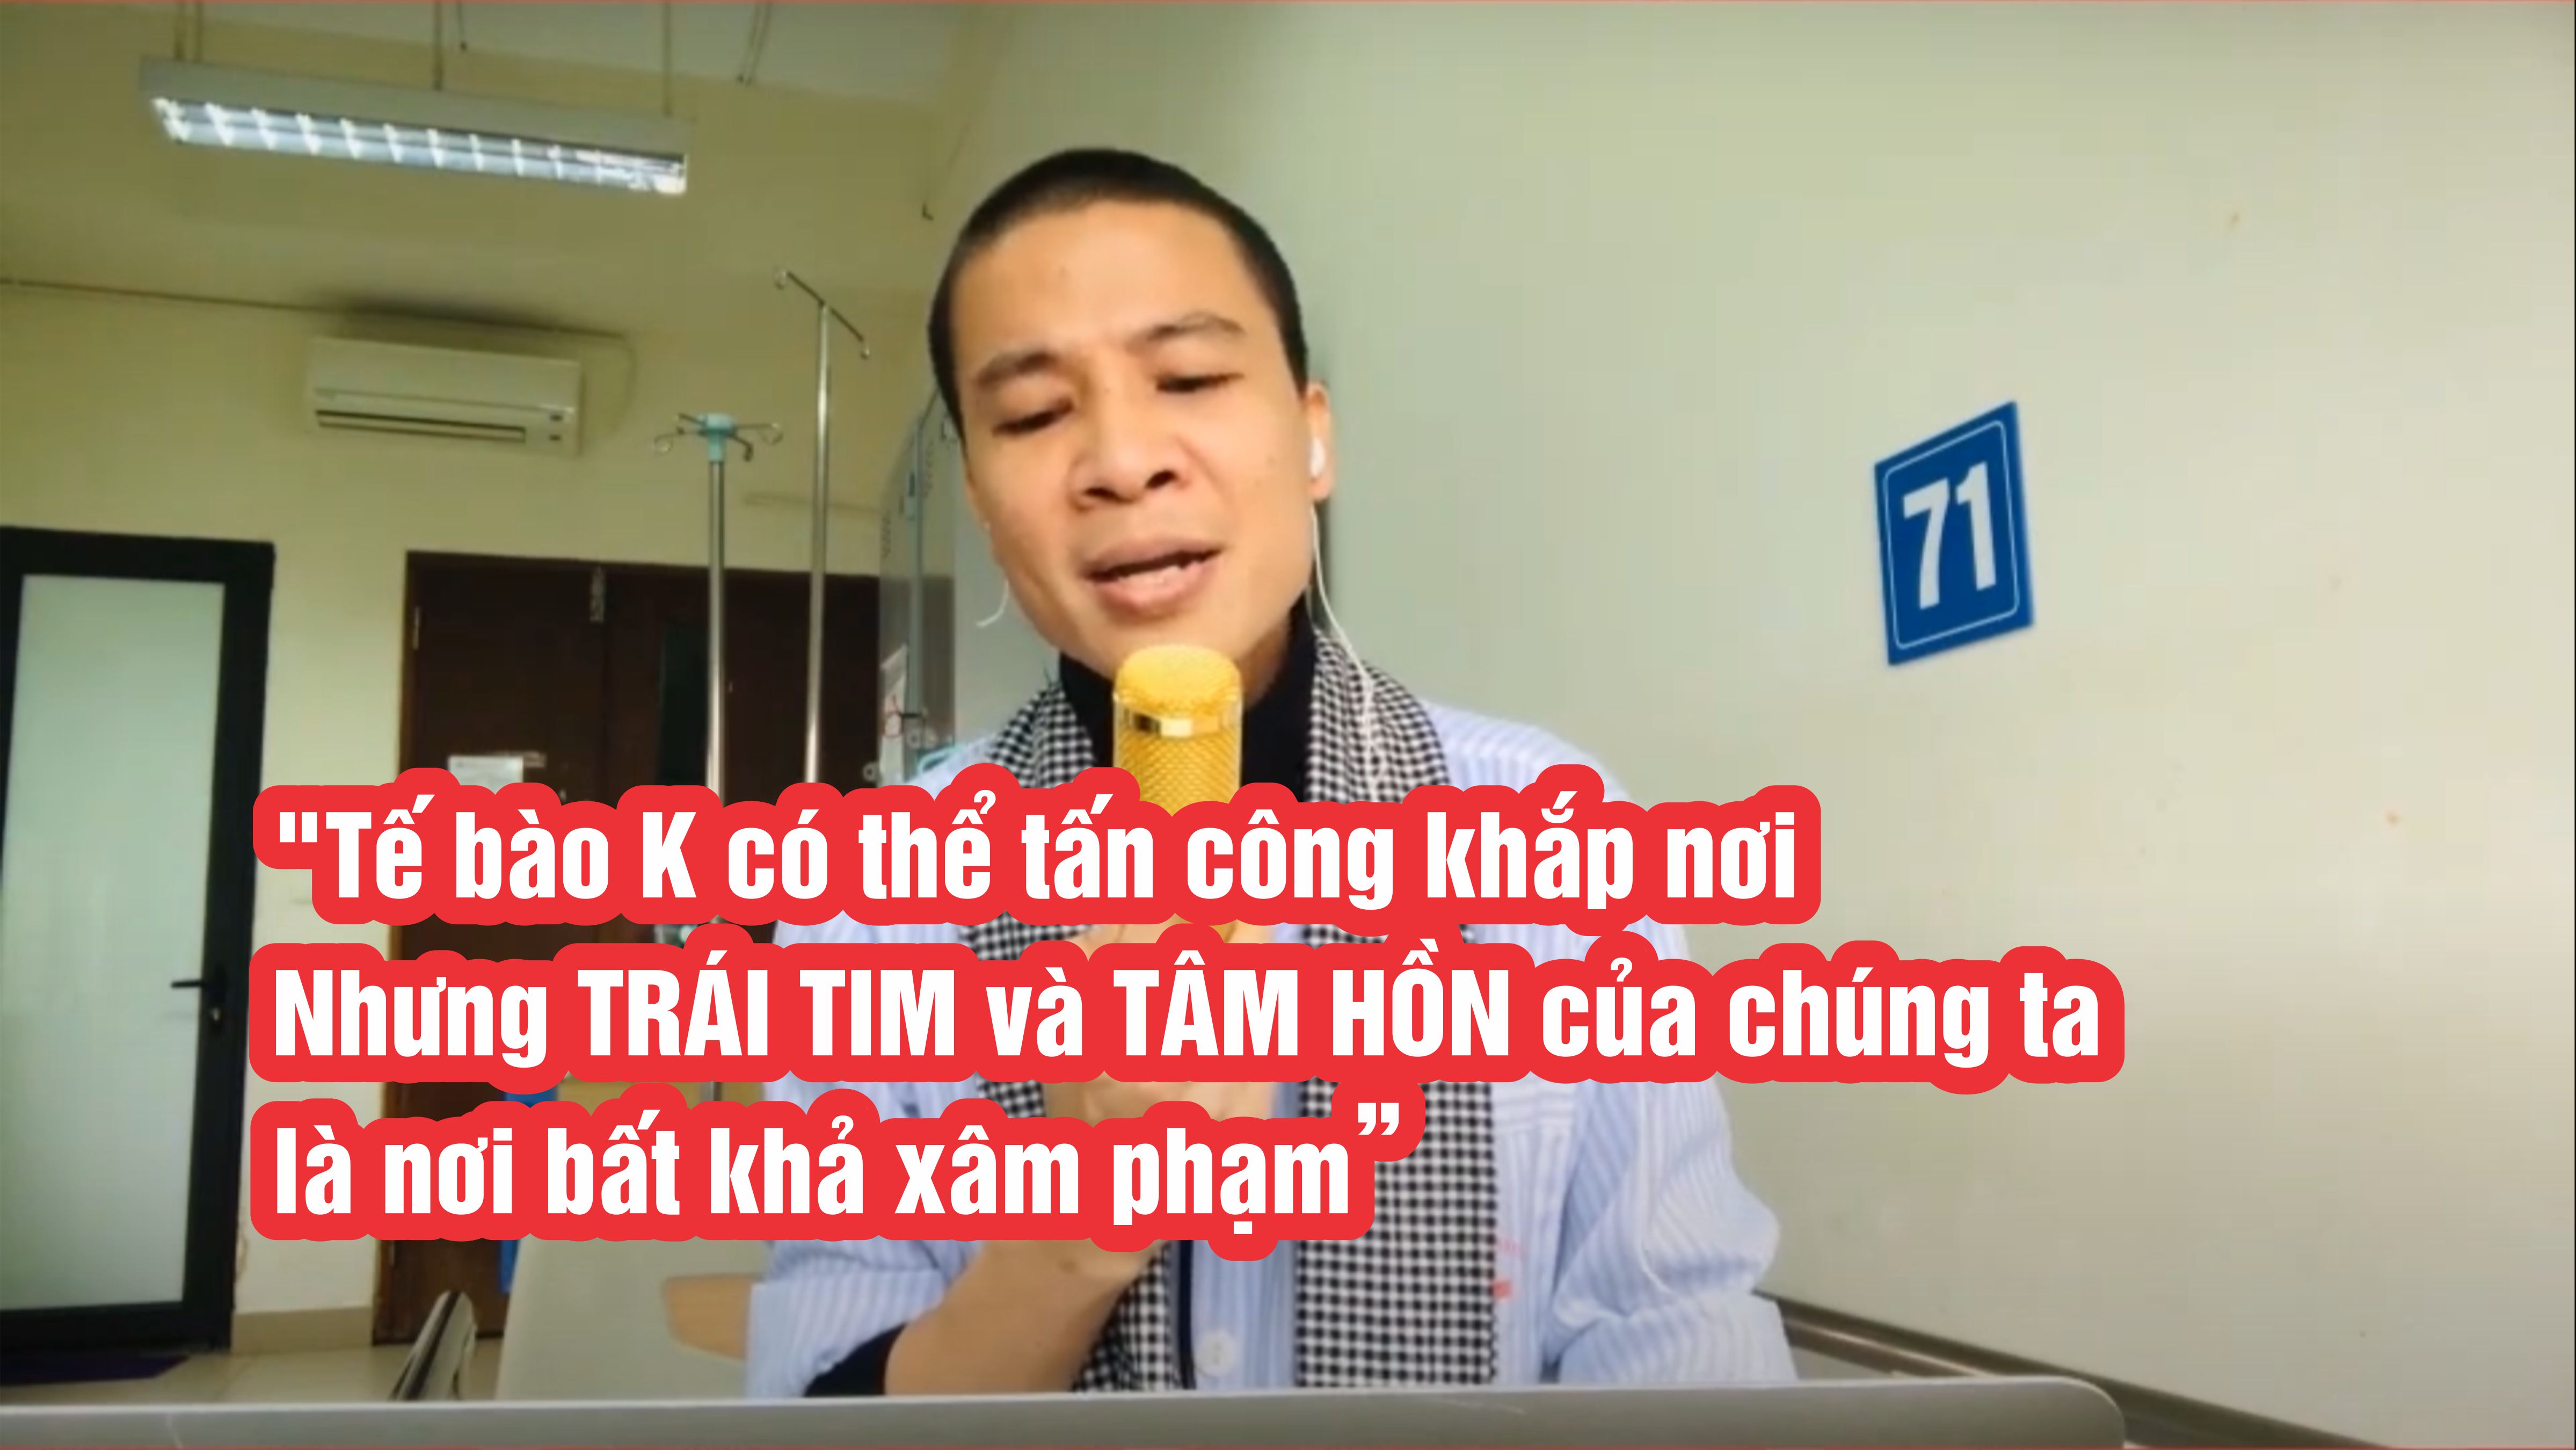 71
"Tế bào K có thể tấn công khắp nơi
Nhưng TRÁI TIM và TÂM HỒN của chúng ta
là nơi bất khả xâm phạm”